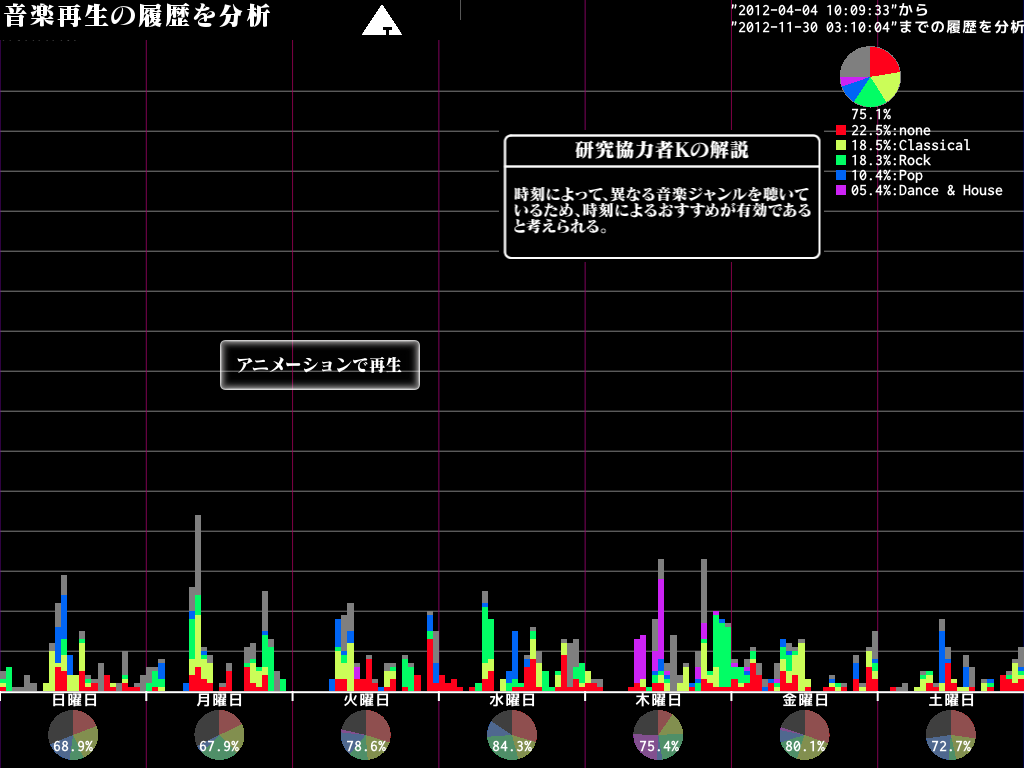 音楽再生の履歴を分析
"2012-04-04 10:09:33"から
"2012-11-30 03:10:04"までの履歴を分析
75.1%
22.5%:none
18.5%:Classical
18.3%:Rock
10.4%:Pop
05.4%:Dance & House
研究協力者Kの解説
時刻によって、異なる音楽ジャンルを聴いて
いるため、時刻によるおすすめが有効である
と考えられる。
アニメーションで再生
日曜日 月曜日 火曜日 水曜日 木曜日 金曜日 土曜日
68.9% 67.9% 78.6% 84.3% 75.4% 80.1% 72.7%